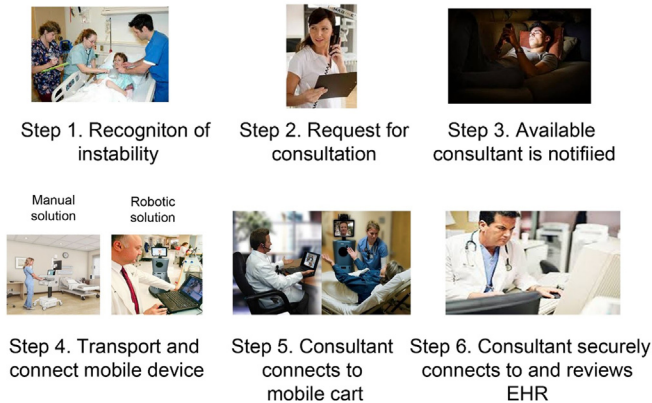 Step 1. Recogniton of
instability
Step 2. Request for
consultation
Step 3. Available
consultant is notifiied
Manual
solution
Robotic
solution
Step 4. Transport and
connect mobile device
Step 5. Consultant
connects to
mobile cart
Step 6. Consultant securely
connects to and reviews
EHR